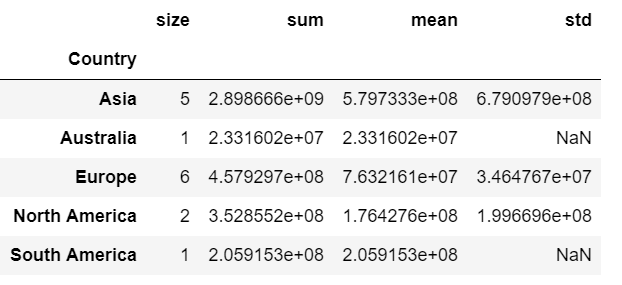 size sum mean std
Country
Asia 5 2.898666e+09 5.797333e+08 6.790979e+08
Australia 1 2.331602e+07 2.331602e+07 NaN
Europe 6 4.579297e+08 7.632161e+07 3.464767e+07
North America 2 3.528552e+08 1.764276e+08 1.996696e+08
South America 1 2.059153e+08 2.059153e+08 NaN